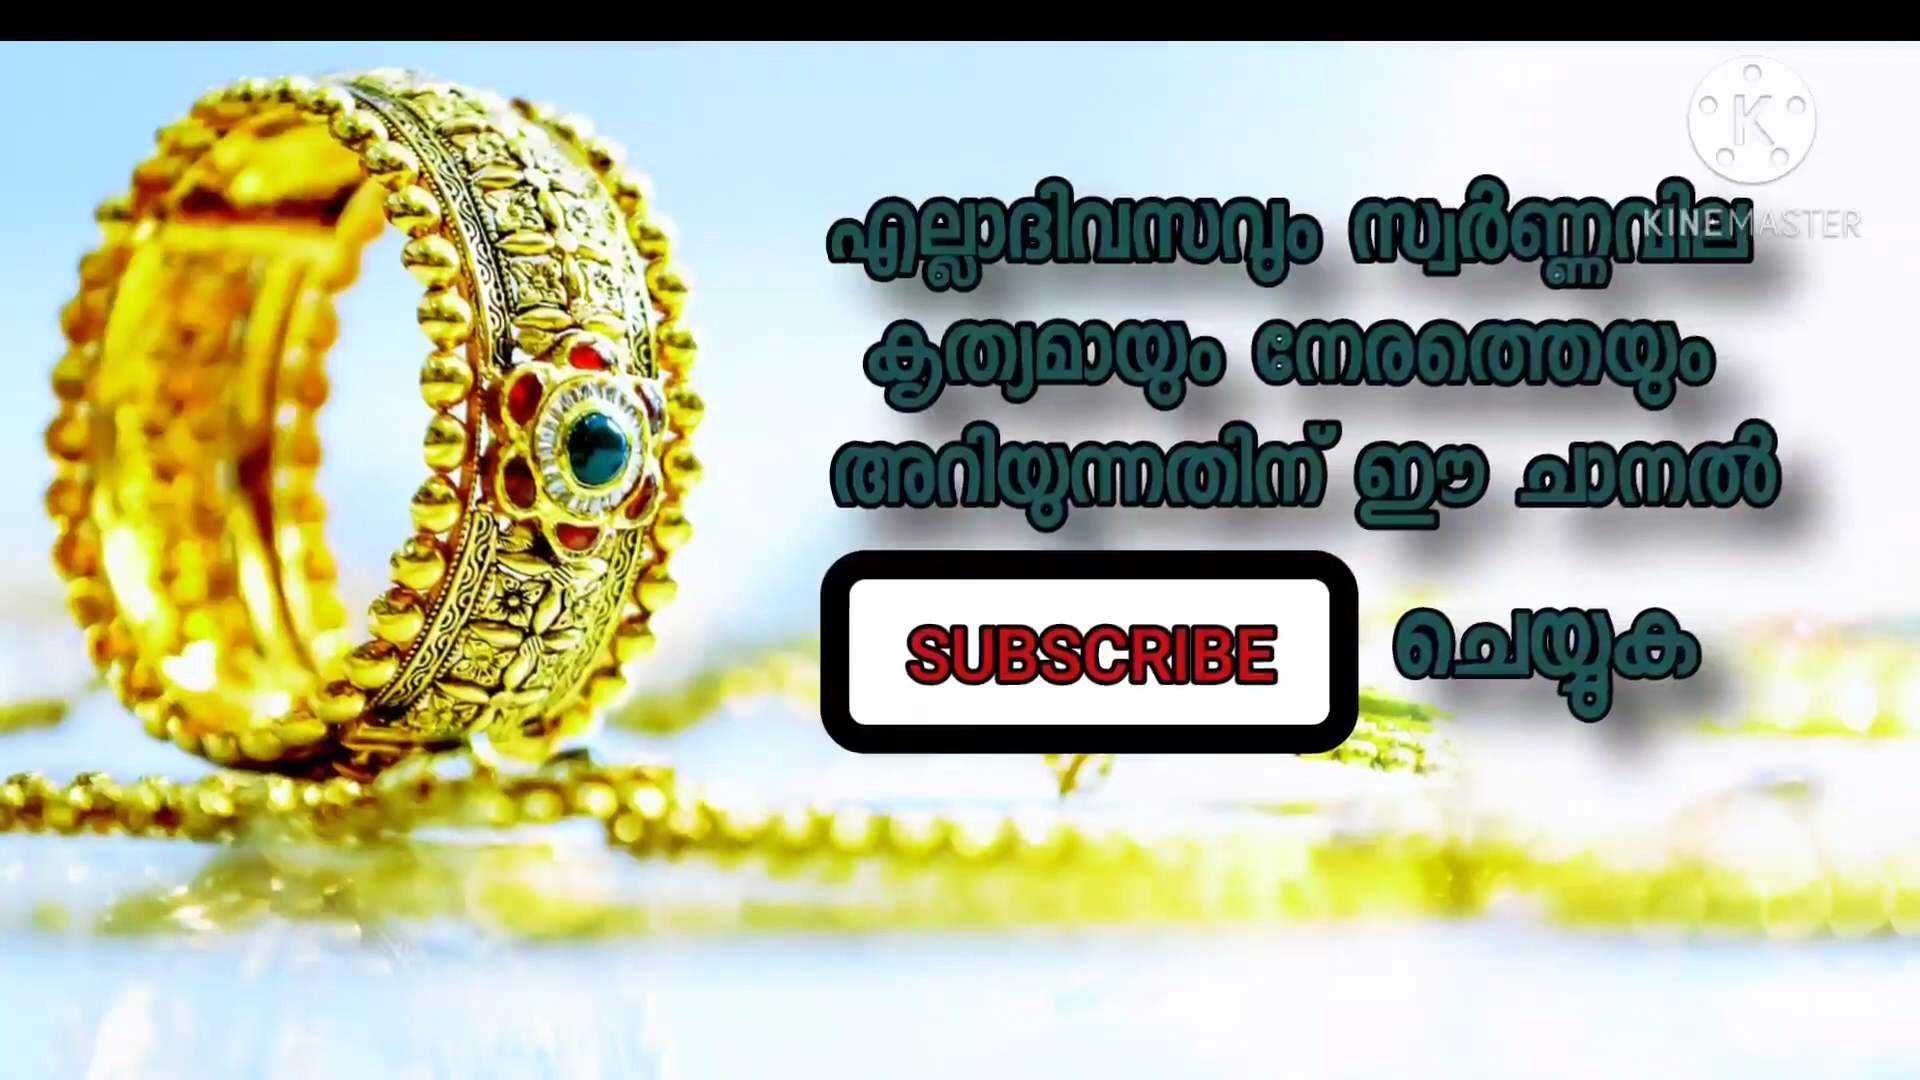 K
KINEMASTER
എല്ലാദിവസവും സ്വർണ്ണവില
കൃത്യമായും നേരത്തെയും
അറിയുന്നതിന് ഈ ചാനൽ
SUBSCRIBE ചെയ്യുക